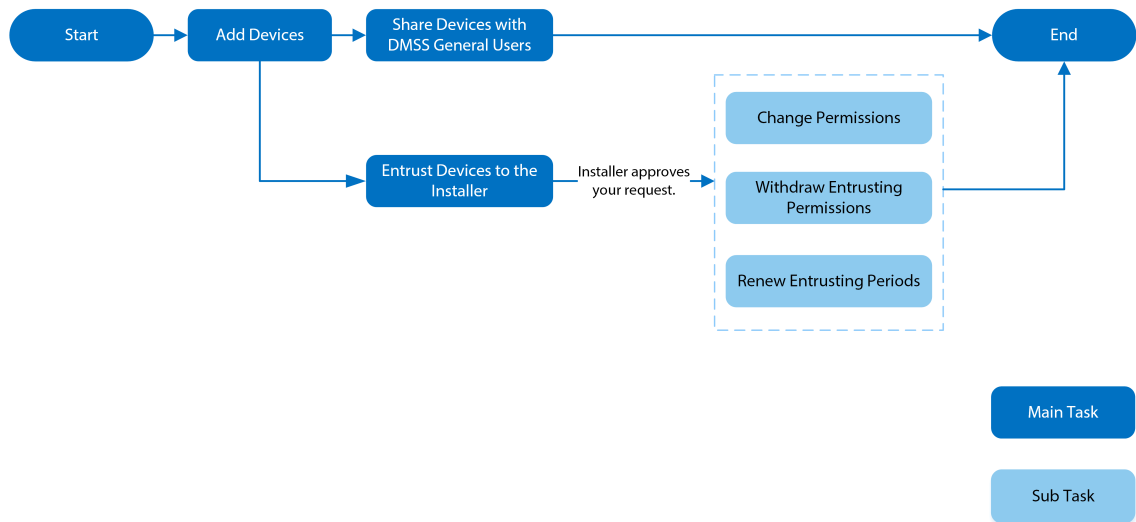 Start
Add Devices
Share Devices with
DMSS General Users
End
Change Permissions
Entrust Devices to the
Installer
Installer approves
your request.
Withdraw Entrusting
Permissions
Renew Entrusting Periods
Main Task
Sub Task